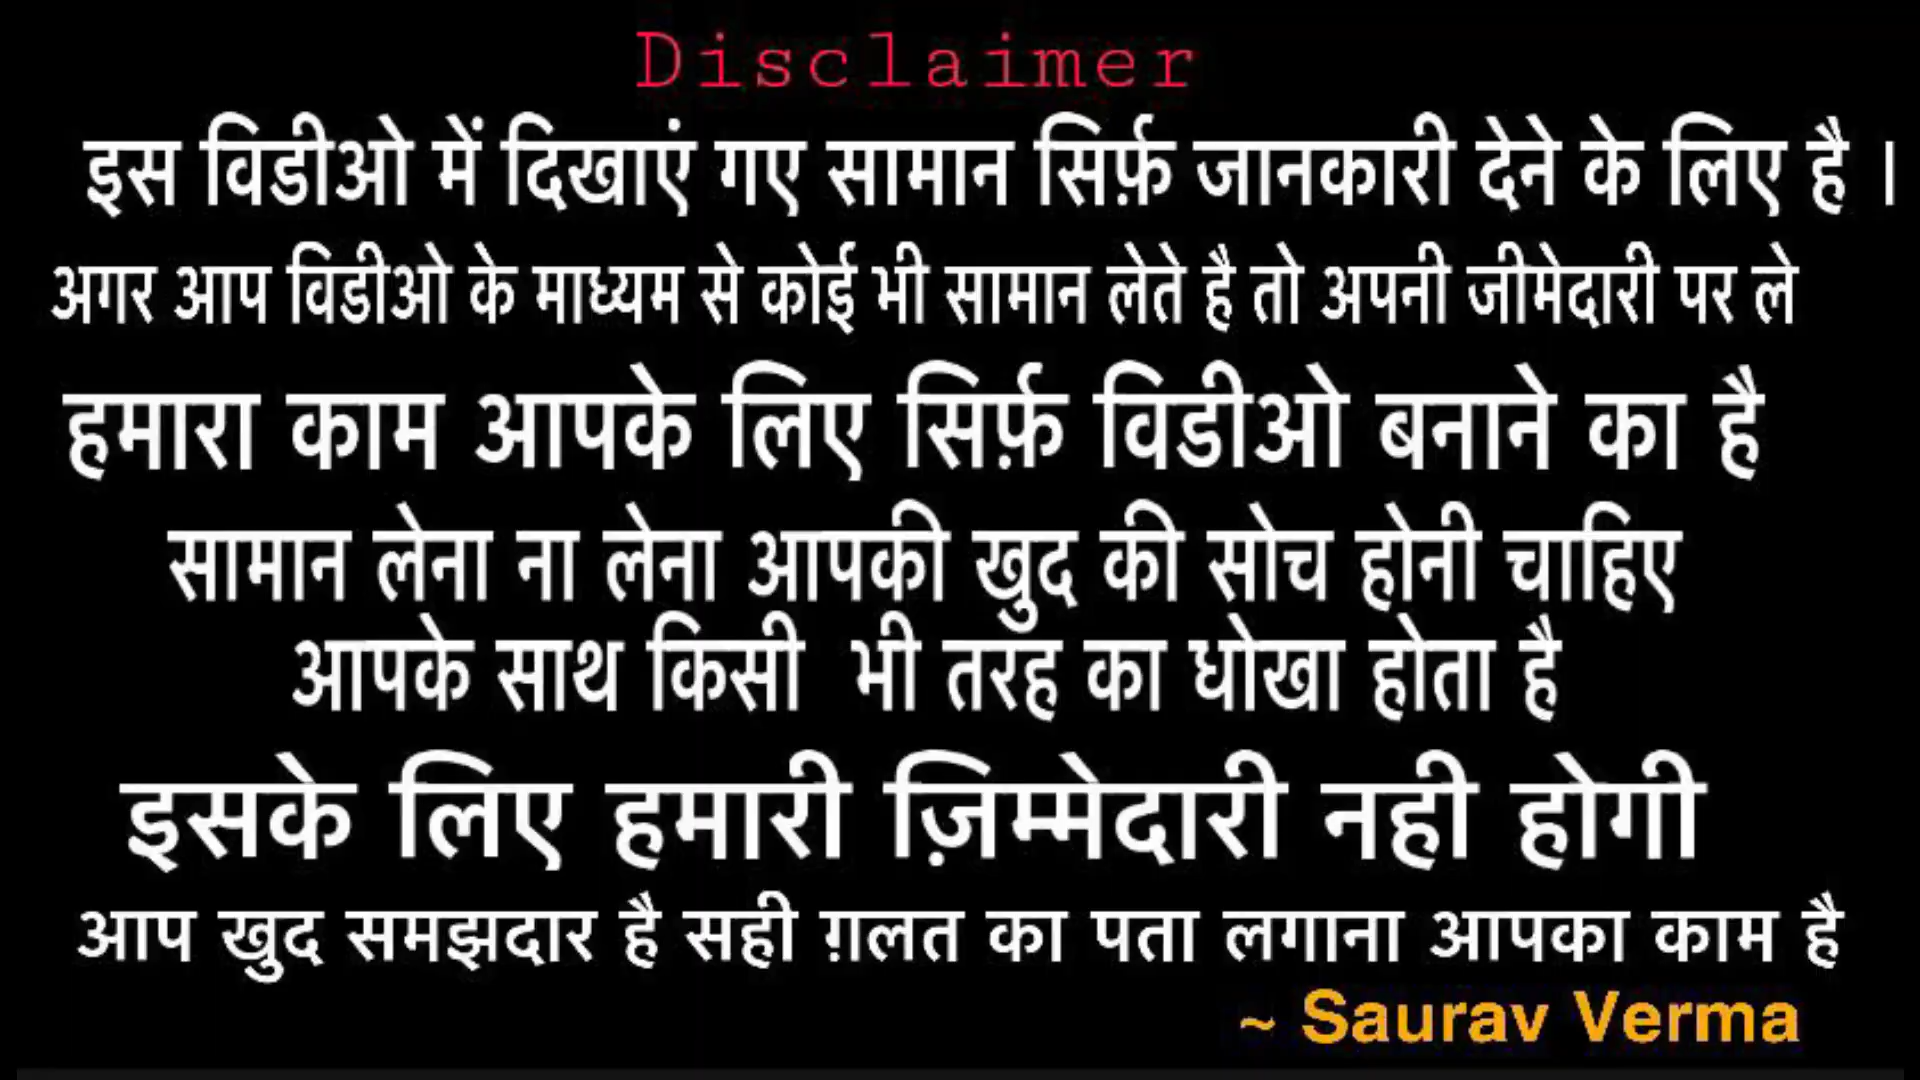 Disclaimer
इस विडीओ में दिखाएं गए सामान सिर्फ़ जानकारी देने के लिए है ।
अगर आप विडीओ के माध्यम से कोई भी सामान लेते है तो अपनी जीमेदारी पर ले
हमारा काम आपके लिए सिर्फ़ विडीओ बनाने का है
सामान लेना ना लेना आपकी खुद की सोच होनी चाहिए
आपके साथ किसी भी तरह का धोखा होता है
इसके लिए हमारी ज़िम्मेदारी नही होगी
आप खुद समझदार है सही ग़लत का पता लगाना आपका काम है
~ Saurav Verma